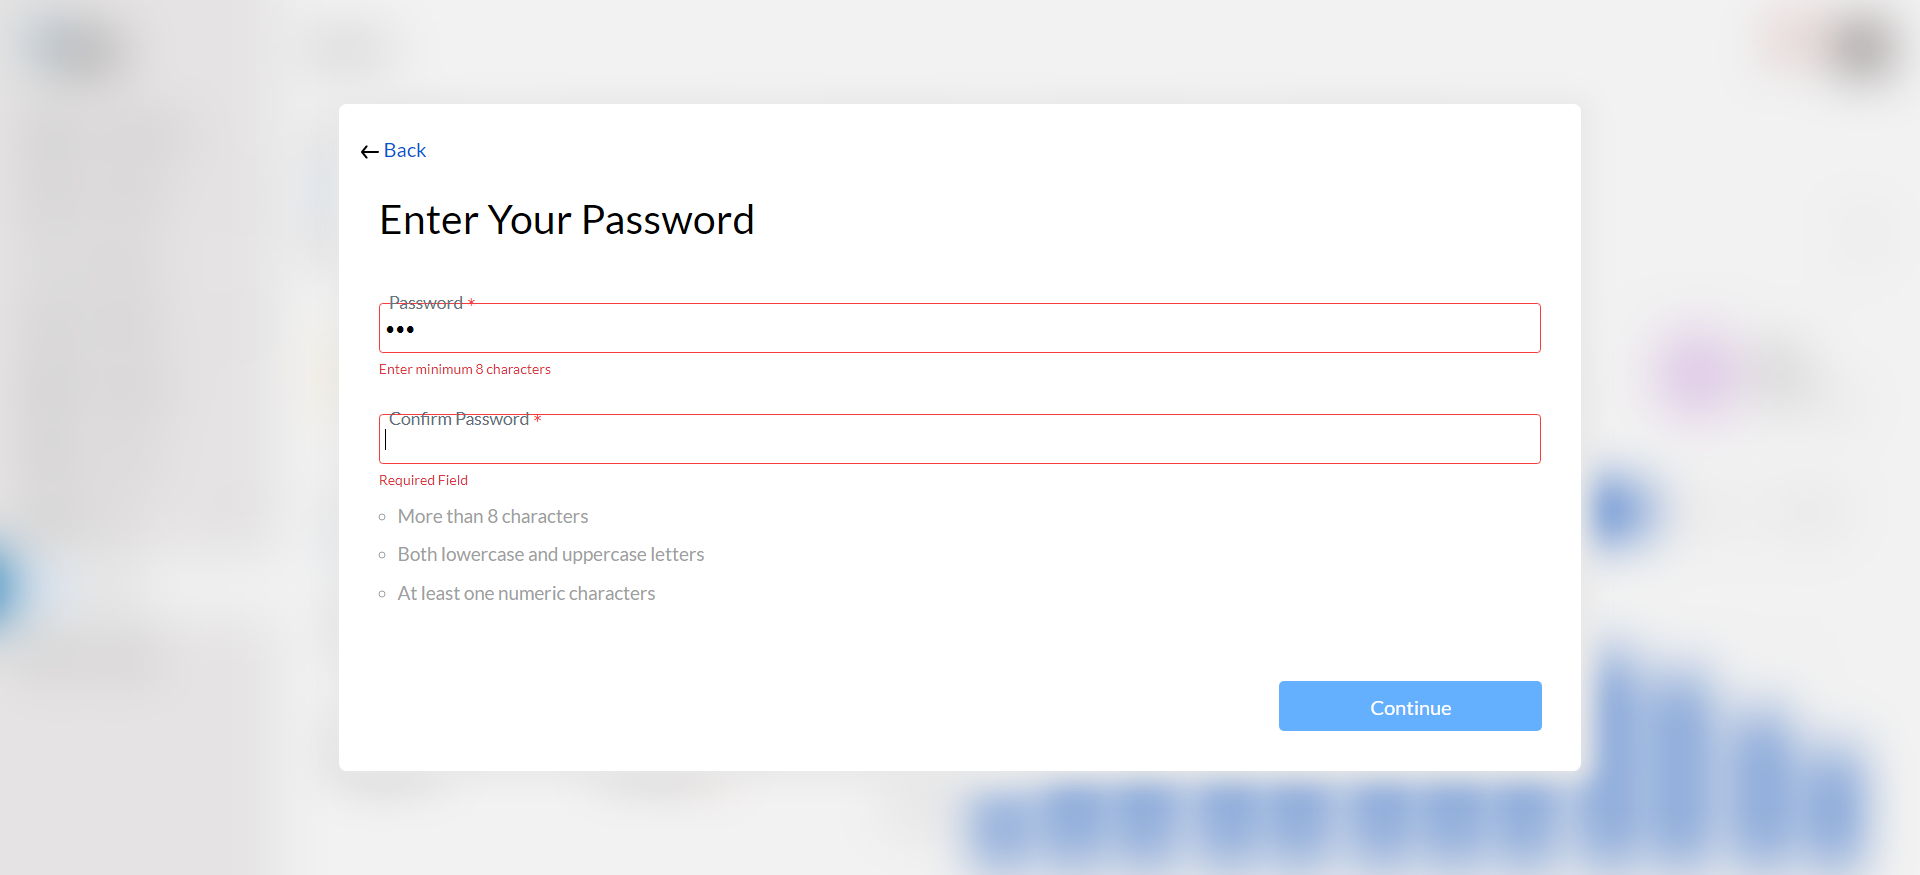 Back
Enter Your Password
Password *
•••
Enter minimum 8 characters
Confirm Password *
Required Field
More than 8 characters
Both lowercase and uppercase letters
At least one numeric characters
Continue